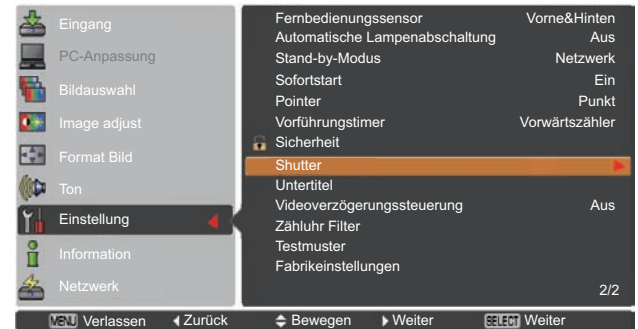 Eingang
PC-Anpassung
Bildauswahl
Image adjust
Format Bild
Ton
Einstellung
Information
Netzwerk
Fernbedienungssensor Vorne&Hinten
Automatische Lampenabschaltung Aus
Stand-by-Modus Netzwerk
Sofortstart Ein
Pointer Punkt
Vorführungstimer Vorwärtszähler
Sicherheit
Shutter
Untertitel
Videoverzögerungssteuerung Aus
Zähluhr Filter
Testmuster
Fabrikeinstellungen
2/2
MENU Verlassen Zurück Bewegen Weiter SELECT Weiter